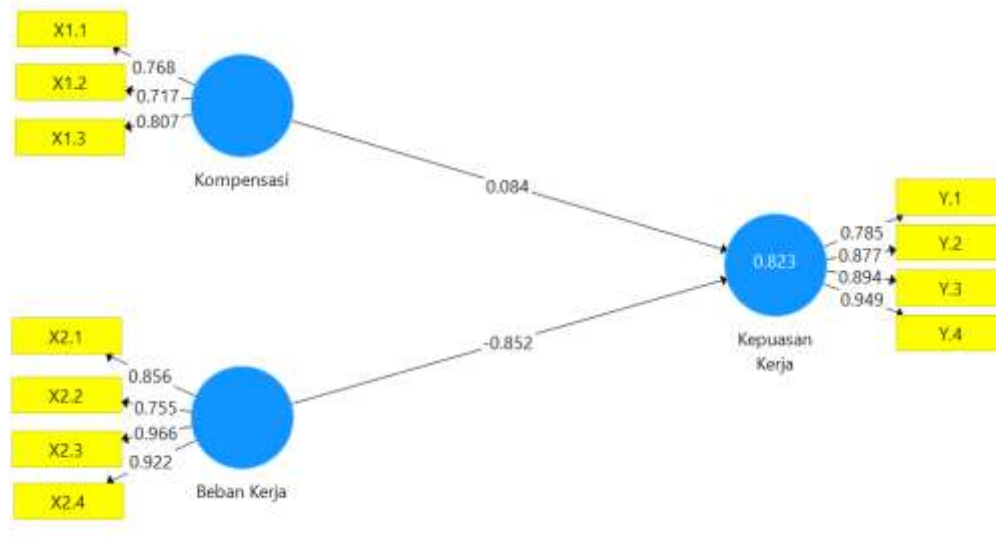 X1.1
0.768
X1.2
0.717
X1.3
0.807
Kompensasi
0.084
0.823
Kepuasan
Kerja
0.785
0.877
0.894
0.949
Y.1
Y.2
Y.3
Y.4
-0.852
X2.1
0.856
X2.2
0.755
X2.3
0.966
X2.4
0.922
Beban Kerja